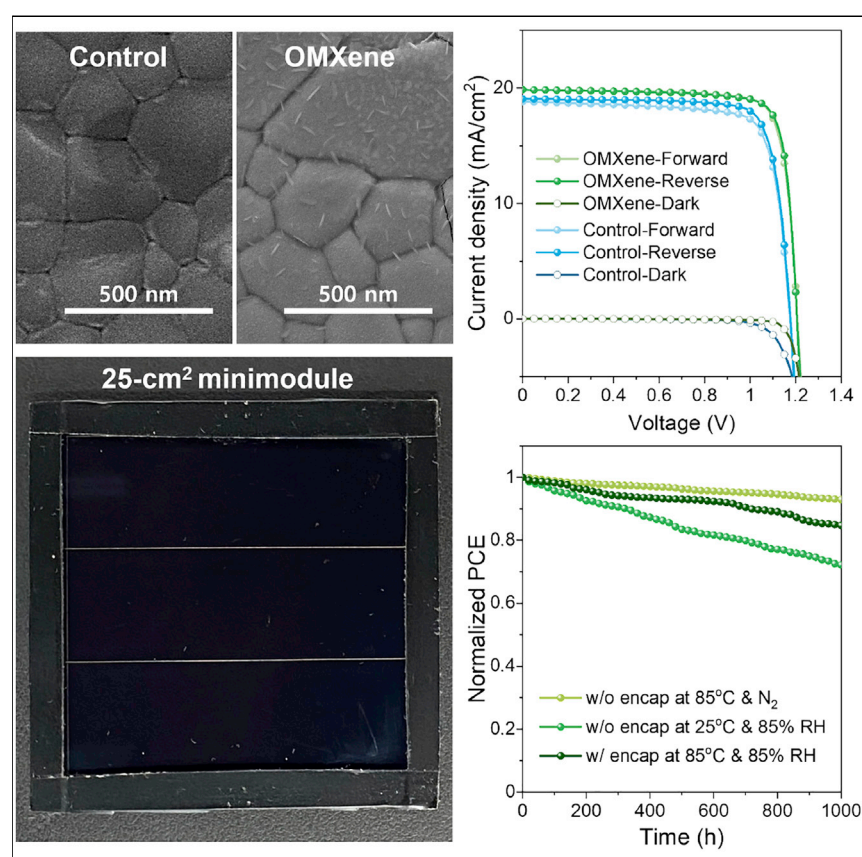 Control
OMXene
500 nm
500 nm
25-cm² minimodule
Current density (mA/cm²)
20
10
0
OMXene-Forward
OMXene-Reverse
OMXene-Dark
Control-Forward
Control-Reverse
Control-Dark
0 0.2 0.4 0.6 0.8 1.0 1.2 1.4
Voltage (V)
Normalized PCE
1
0.8
0.6
0.4
0.2
0
w/o encap at 85°C & N₂
w/o encap at 25°C & 85% RH
w/ encap at 85°C & 85% RH
0 200 400 600 800 1000
Time (h)